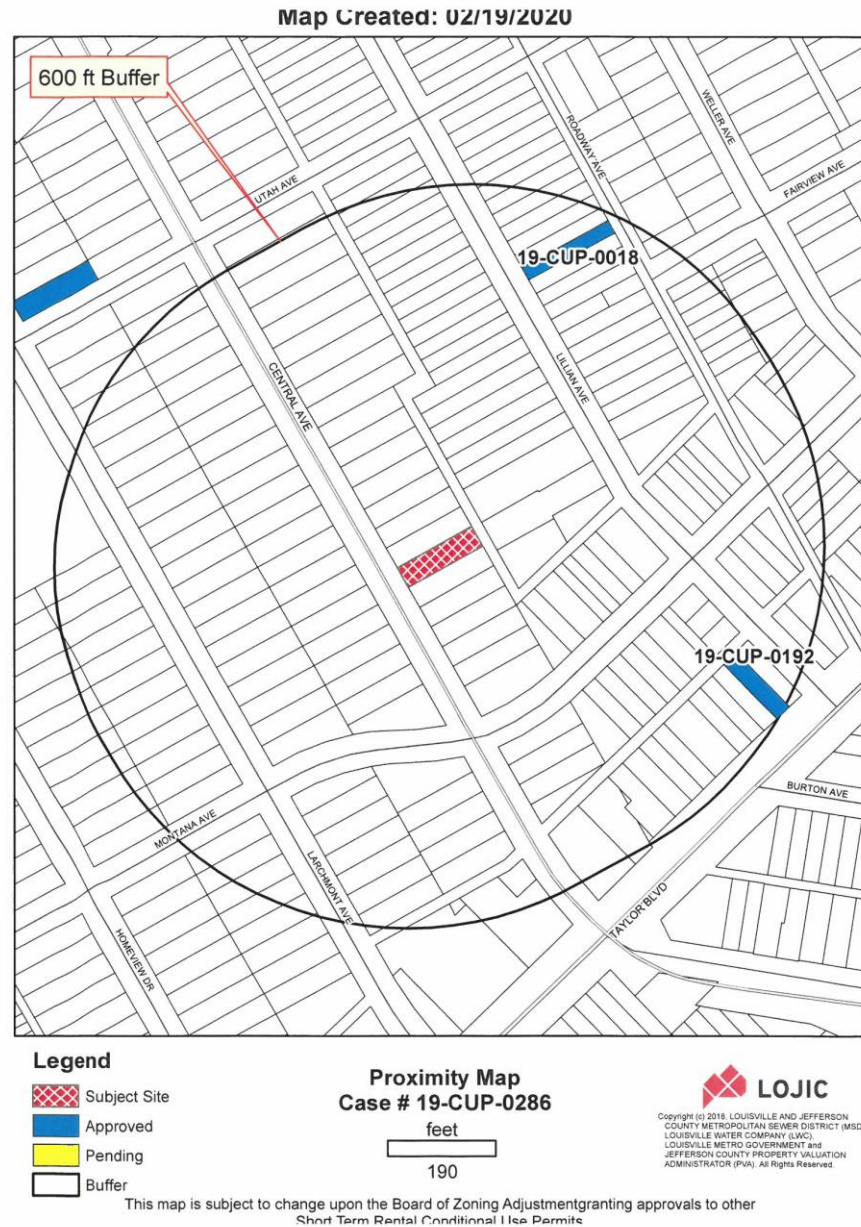 Map Created: 02/19/2020
600 ft Buffer
UTAH AVE
ROADWAY AVE
WELLER AVE
FAIRVIEW AVE
19-CUP-0018
CENTRAL AVE
LILLIAN AVE
19-CUP-0192
BURTON AVE
MONTANA AVE
LARCHMONT AVE
TAYLOR BLVD
HOMEVIEW DR
Legend
Subject Site
Approved
Pending
Buffer
Proximity Map
Case # 19-CUP-0286
feet
190
LOJIC
Copyright (c) 2016, LOUISVILLE AND JEFFERSON
COUNTY METROPOLITAN SEWER DISTRICT (MSD
LOUISVILLE WATER COMPANY (LWC),
LOUISVILLE METRO GOVERNMENT and
JEFFERSON COUNTY PROPERTY VALUATION
ADMINISTRATOR (PVA). All Rights Reserved.
This map is subject to change upon the Board of Zoning Adjustmentgranting approvals to other
Short Term Rental Conditional Use Permits